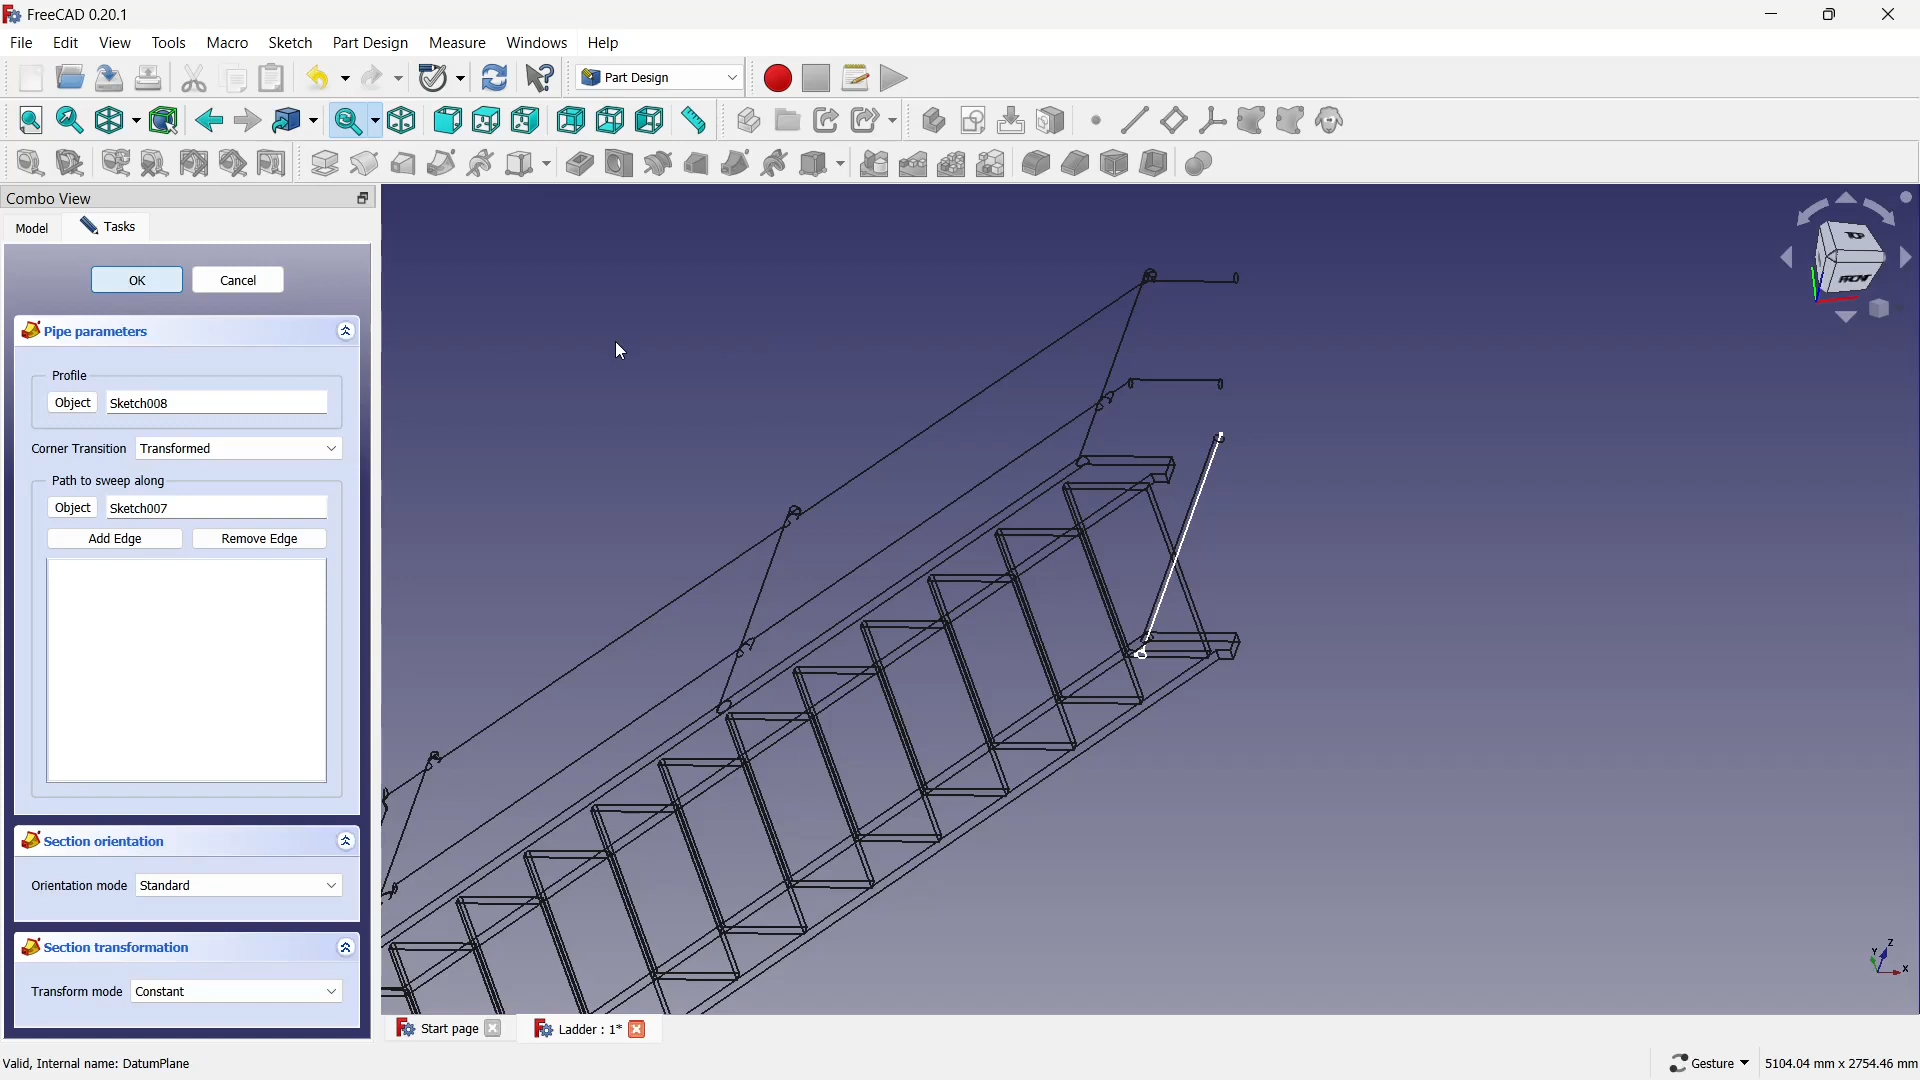 FreeCAD 0.20.1
File Edit View Tools Macro Sketch Part Design Measure Windows Help
Part Design
Combo View
Model Tasks
OK Cancel
Pipe parameters
Profile
Object Sketch008
Corner Transition Transformed
Path to sweep along
Object Sketch007
Add Edge Remove Edge
Section orientation
Orientation mode Standard
Section transformation
Transform mode Constant
TOP
FRONT
Z
Y
X
Start page Ladder : 1*
Valid, Internal name: DatumPlane
Gesture 5104.04 mm x 2754.46 mm